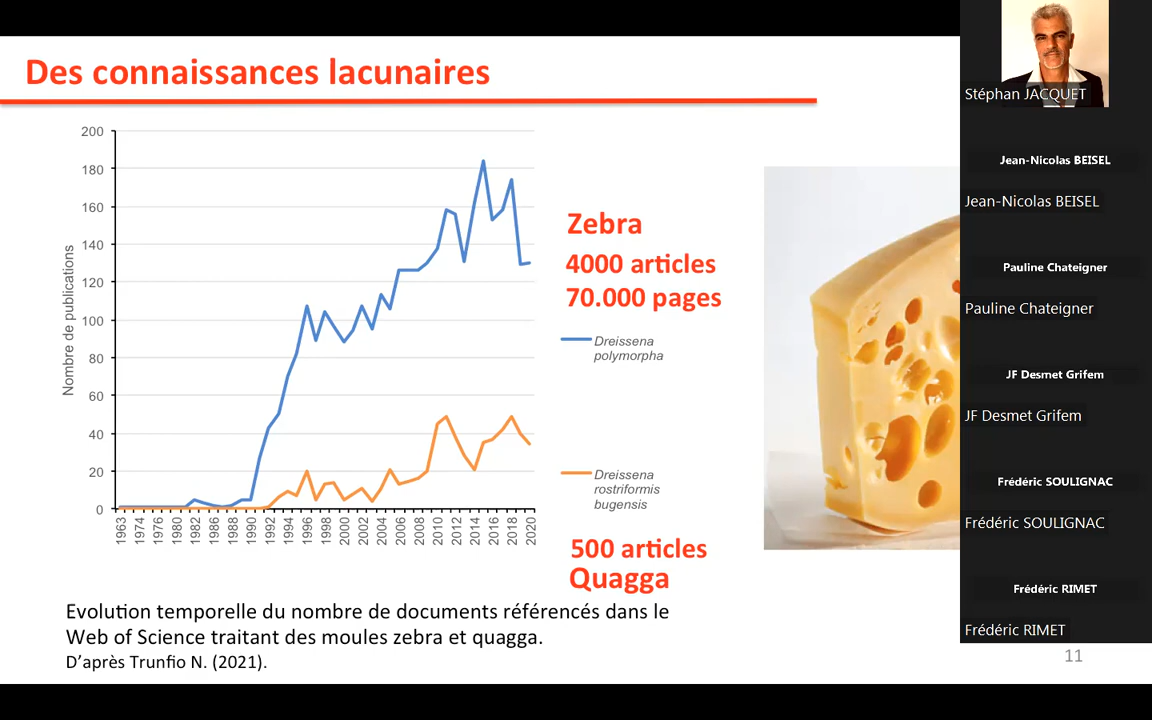 Des connaissances lacunaires
200
180
160
140
120
100
80
60
40
20
0
Nombre de publications
1963
1974
1976
1980
1982
1986
1988
1990
1992
1994
1996
1998
2000
2002
2004
2006
2008
2010
2012
2014
2016
2018
2020
Zebra
4000 articles
70.000 pages
Dreissena
polymorpha
Dreissena
rostriformis
bugensis
500 articles
Quagga
Evolution temporelle du nombre de documents référencés dans le
Web of Science traitant des moules zebra et quagga.
D'après Trunfio N. (2021).
Stéphan JACQUET
Jean-Nicolas BEISEL
Jean-Nicolas BEISEL
Pauline Chateigner
Pauline Chateigner
JF Desmet Grifem
JF Desmet Grifem
Frédéric SOULIGNAC
Frédéric SOULIGNAC
Frédéric RIMET
Frédéric RIMET
11